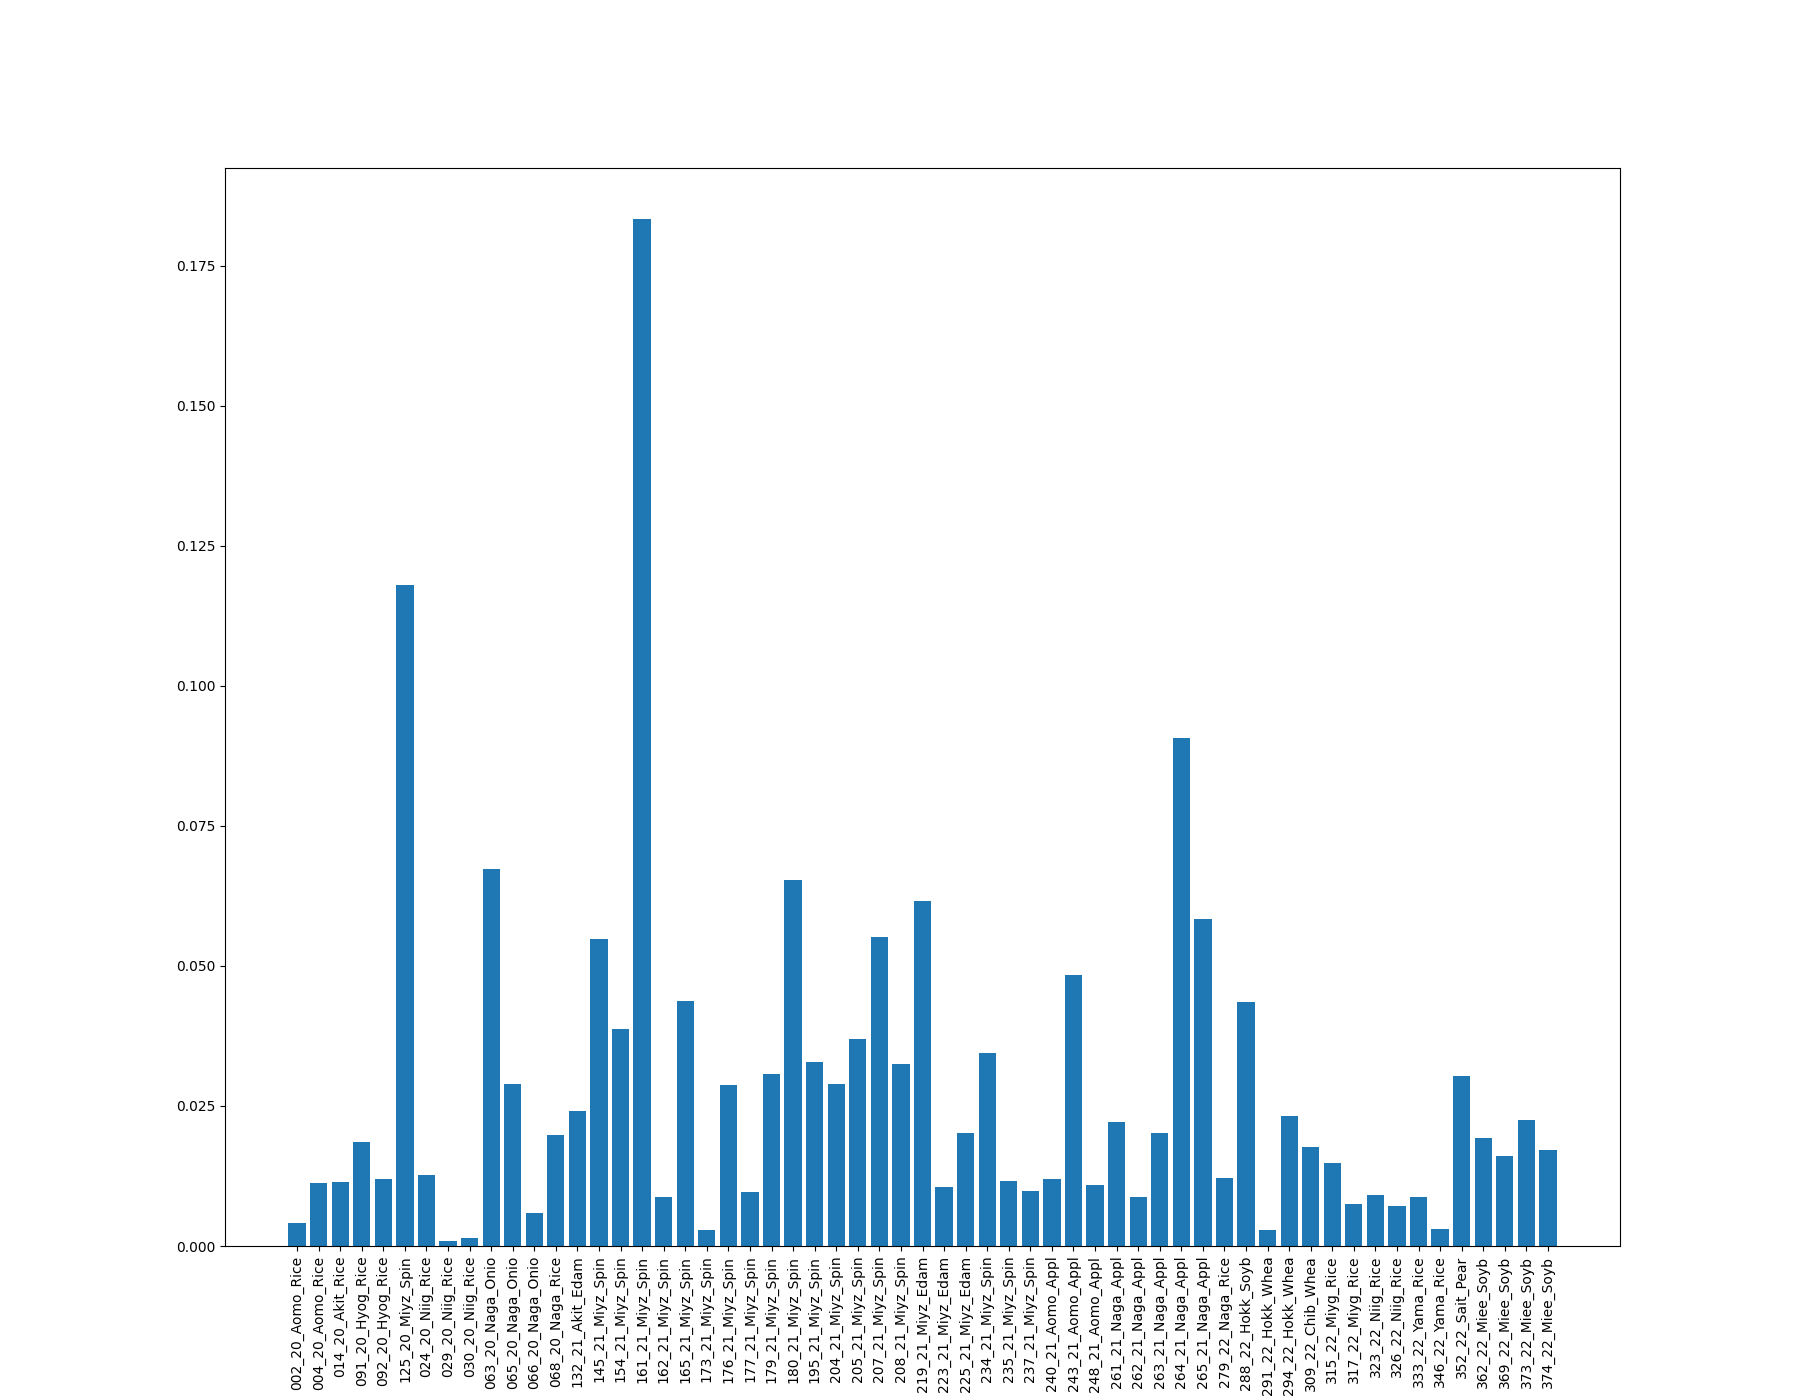 0.175
0.150
0.125
0.100
0.075
0.050
0.025
0.000
002_20_Aomo_Rice
004_20_Aomo_Rice
014_20_Akit_Rice
091_20_Hyog_Rice
092_20_Hyog_Rice
125_20_Miyz_Spin
024_20_Niig_Rice
029_20_Niig_Rice
030_20_Niig_Rice
063_20_Naga_Onio
065_20_Naga_Onio
066_20_Naga_Onio
068_20_Naga_Rice
132_21_Akit_Edam
145_21_Miyz_Spin
154_21_Miyz_Spin
161_21_Miyz_Spin
162_21_Miyz_Spin
165_21_Miyz_Spin
173_21_Miyz_Spin
176_21_Miyz_Spin
177_21_Miyz_Spin
179_21_Miyz_Spin
180_21_Miyz_Spin
195_21_Miyz_Spin
204_21_Miyz_Spin
205_21_Miyz_Spin
207_21_Miyz_Spin
208_21_Miyz_Spin
219_21_Miyz_Edam
223_21_Miyz_Edam
225_21_Miyz_Edam
234_21_Miyz_Spin
235_21_Miyz_Spin
237_21_Miyz_Spin
240_21_Aomo_Appl
243_21_Aomo_Appl
248_21_Aomo_Appl
261_21_Naga_Appl
262_21_Naga_Appl
263_21_Naga_Appl
264_21_Naga_Appl
265_21_Naga_Appl
279_22_Naga_Rice
288_22_Hokk_Soyb
291_22_Hokk_Whea
294_22_Hokk_Whea
309_22_Chib_Whea
315_22_Miyg_Rice
317_22_Miyg_Rice
323_22_Niig_Rice
326_22_Niig_Rice
333_22_Yama_Rice
346_22_Yama_Rice
352_22_Sait_Pear
362_22_Miee_Soyb
369_22_Miee_Soyb
373_22_Miee_Soyb
374_22_Miee_Soyb